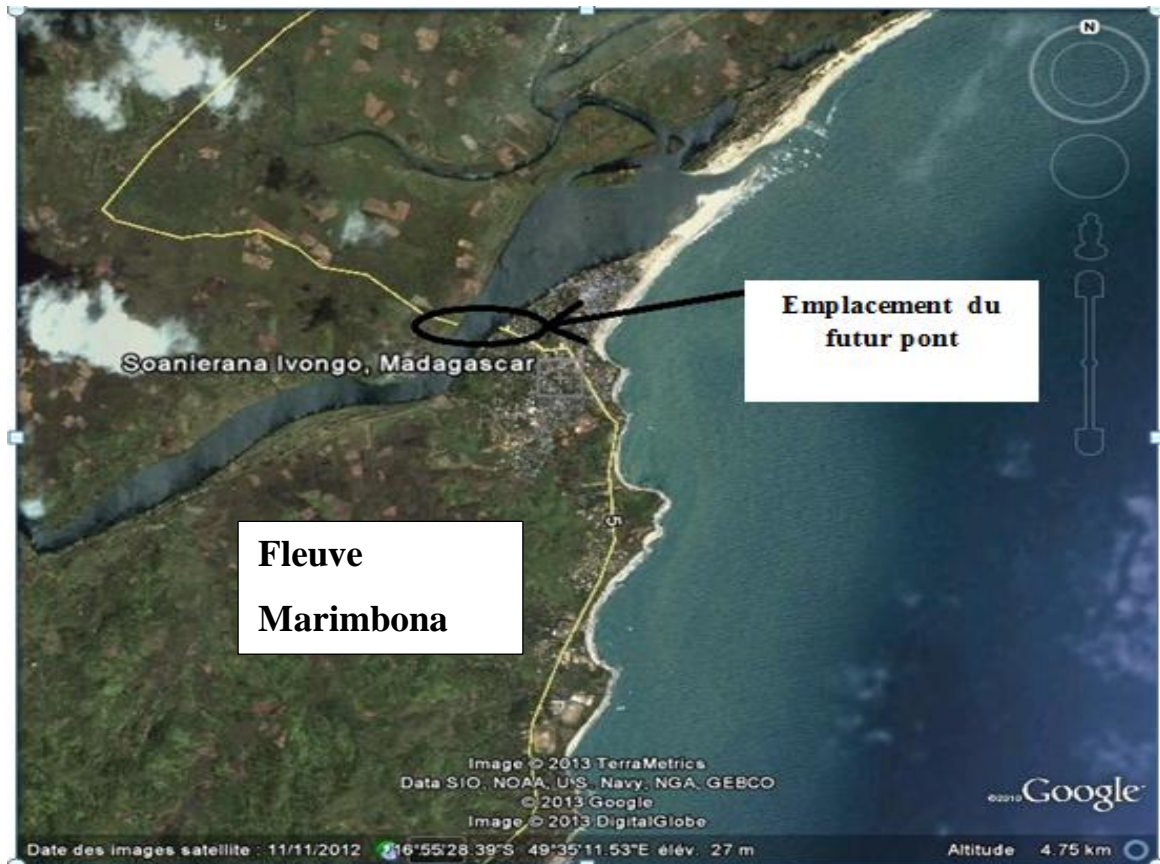 N
Emplacement du
futur pont
Soanierana Ivongo, Madagascar
5
Fleuve
Marimbona
Image © 2013 TerraMetrics
Data SIO, NOAA, U.S. Navy, NGA, GEBCO
© 2013 Google
Image © 2013 DigitalGlobe
©2010 Google
Date des images satellite : 11/11/2012 16°55'28.39"S 49°35'11.53"E élév. 27 m Altitude 4.75 km